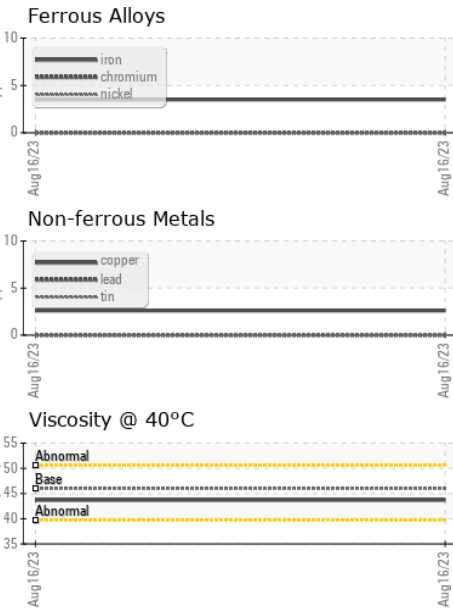 Ferrous Alloys
10
5
0
iron
chromium
nickel
Aug16/23
Aug16/23
Non-ferrous Metals
10
5
0
copper
lead
tin
Aug16/23
Aug16/23
Viscosity @ 40°C
55
50
45
40
35
Abnormal
Base
Abnormal
Aug16/23
Aug16/23